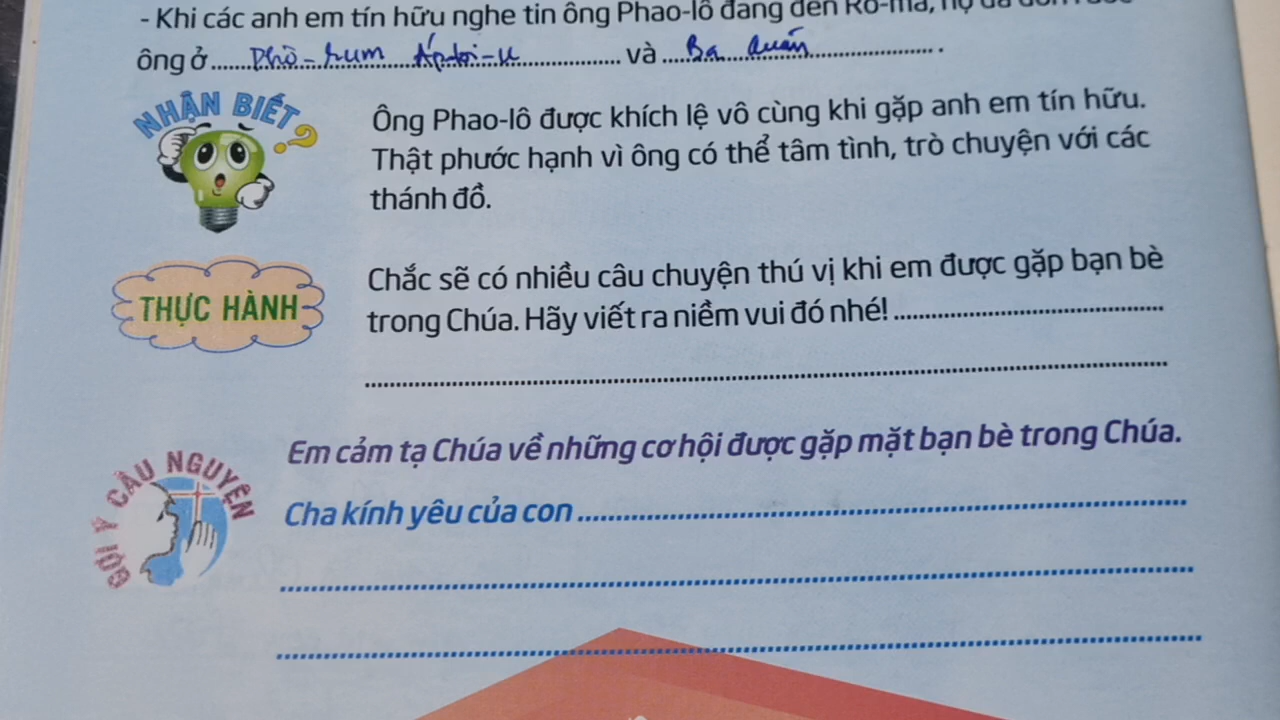 - Khi các anh em tín hữu nghe tin ông Phao-lô đang đến Rô-ma, họ đã đón rước
ông ở ..... Phò-rum Áp-bi-u ..... và ..... Ba Quán ..... .
NHẬN BIẾT?
Ông Phao-lô được khích lệ vô cùng khi gặp anh em tín hữu.
Thật phước hạnh vì ông có thể tâm tình, trò chuyện với các
thánh đồ.
THỰC HÀNH
Chắc sẽ có nhiều câu chuyện thú vị khi em được gặp bạn bè
trong Chúa. Hãy viết ra niềm vui đó nhé! .....
GỢI Ý CẦU NGUYỆN
Em cảm tạ Chúa về những cơ hội được gặp mặt bạn bè trong Chúa.
Cha kính yêu của con .....